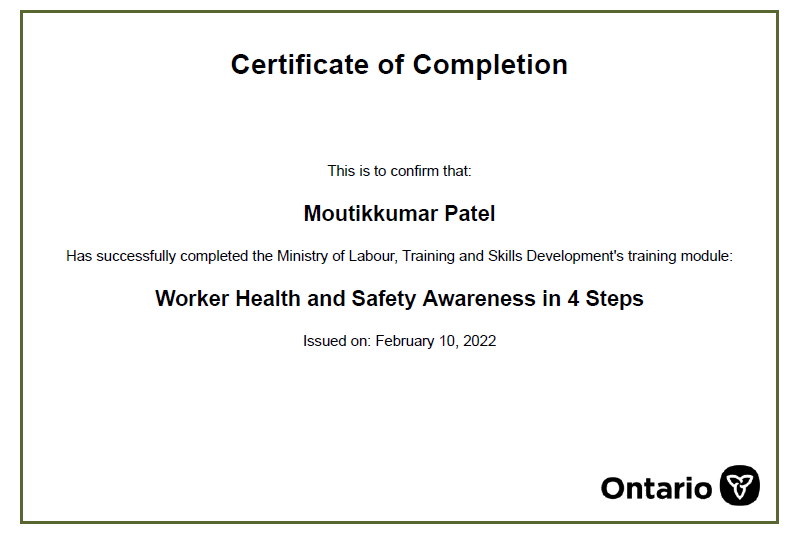 Certificate of Completion
This is to confirm that:
Moutikkumar Patel
Has successfully completed the Ministry of Labour, Training and Skills Development's training module:
Worker Health and Safety Awareness in 4 Steps
Issued on: February 10, 2022
Ontario